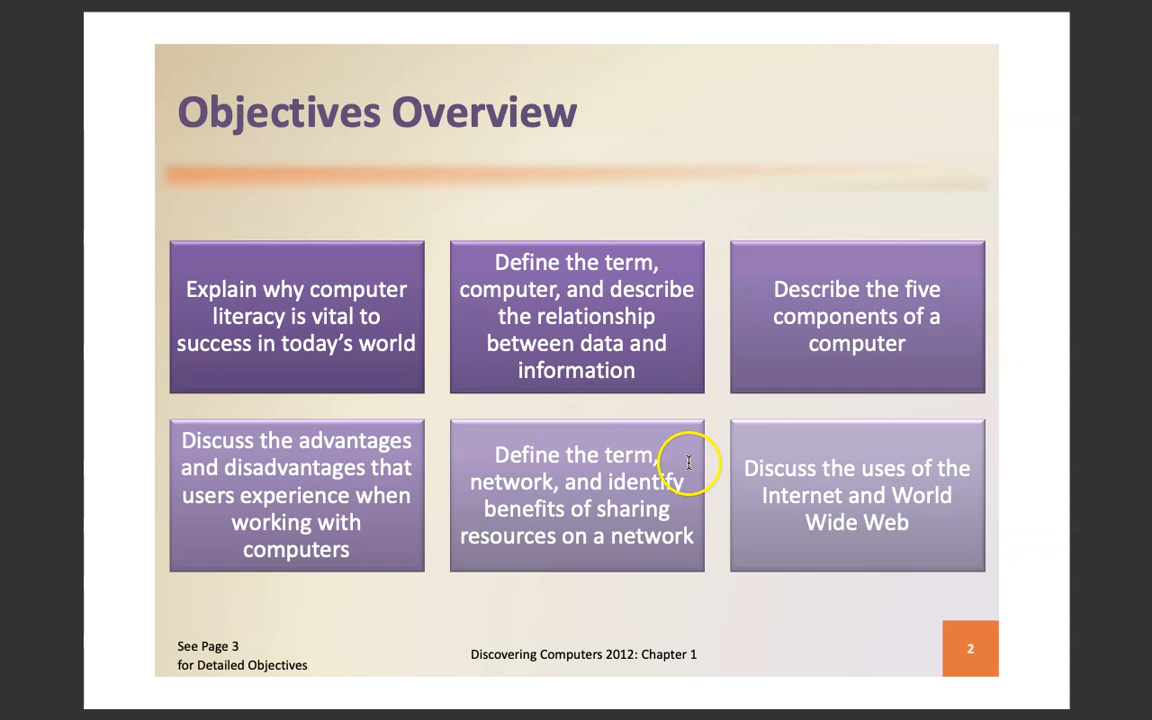 Objectives Overview
Explain why computer
literacy is vital to
success in today's world
Define the term,
computer, and describe
the relationship
between data and
information
Describe the five
components of a
computer
Discuss the advantages
and disadvantages that
users experience when
working with
computers
Define the term,
network, and identify
benefits of sharing
resources on a network
Discuss the uses of the
Internet and World
Wide Web
See Page 3
for Detailed Objectives
Discovering Computers 2012: Chapter 1
2